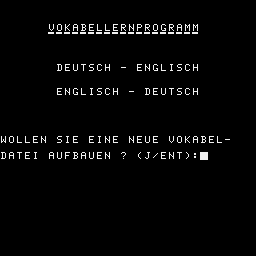 VOKABELLERNPROGRAMM
DEUTSCH - ENGLISCH
ENGLISCH - DEUTSCH
WOLLEN SIE EINE NEUE VOKABEL-
DATEI AUFBAUEN ? (J/ENT):